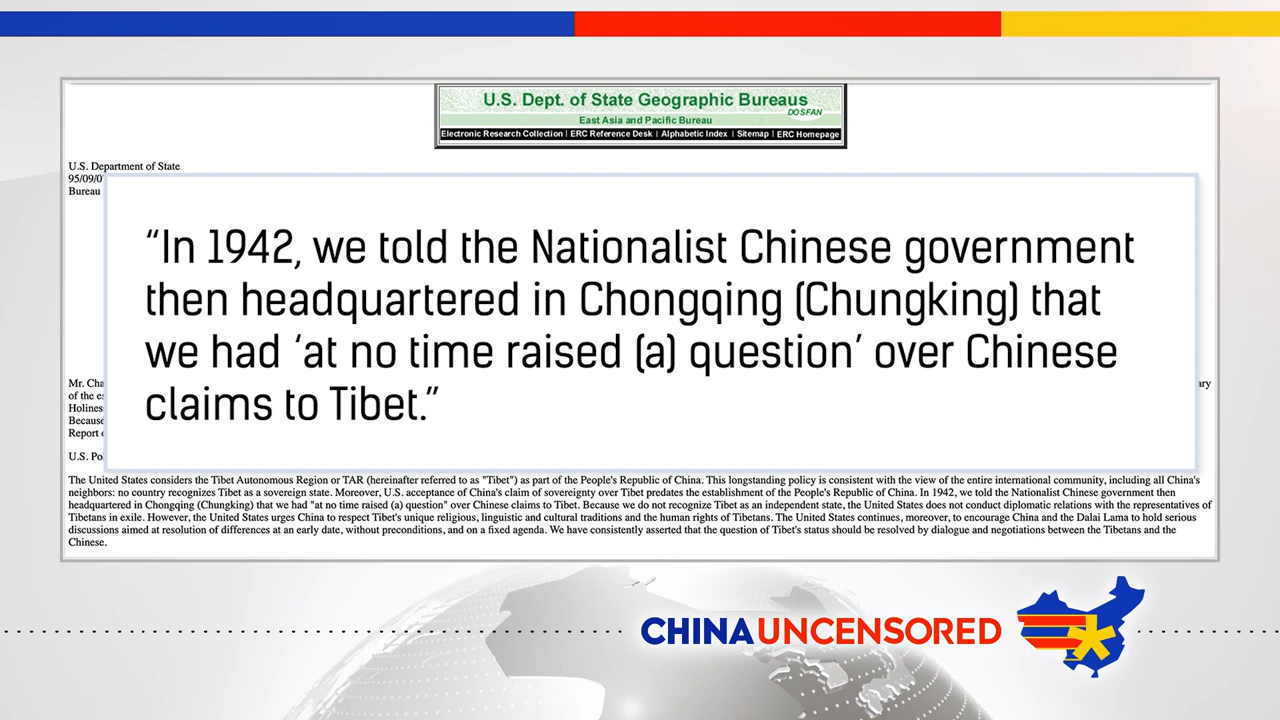 U.S. Dept. of State Geographic Bureaus
DOSFAN
East Asia and Pacific Bureau
Electronic Research Collection | ERC Reference Desk | Alphabetic Index | Sitemap | ERC Homepage
U.S. Department of State
95/09/0
Bureau
“In 1942, we told the Nationalist Chinese government
then headquartered in Chongqing (Chungking) that
we had ‘at no time raised (a) question’ over Chinese
claims to Tibet.”
Mr. Cha
of the e
Holines
Because
Report
U.S. Po
The United States considers the Tibet Autonomous Region or TAR (hereinafter referred to as "Tibet") as part of the People's Republic of China. This longstanding policy is consistent with the view of the entire international community, including all China's
neighbors: no country recognizes Tibet as a sovereign state. Moreover, U.S. acceptance of China's claim of sovereignty over Tibet predates the establishment of the People's Republic of China. In 1942, we told the Nationalist Chinese government then
headquartered in Chongqing (Chungking) that we had "at no time raised (a) question" over Chinese claims to Tibet. Because we do not recognize Tibet as an independent state, the United States does not conduct diplomatic relations with the representatives of
Tibetans in exile. However, the United States urges China to respect Tibet's unique religious, linguistic and cultural traditions and the human rights of Tibetans. The United States continues, moreover, to encourage China and the Dalai Lama to hold serious
discussions aimed at resolution of differences at an early date, without preconditions, and on a fixed agenda. We have consistently asserted that the question of Tibet's status should be resolved by dialogue and negotiations between the Tibetans and the
Chinese.
CHINA UNCENSORED